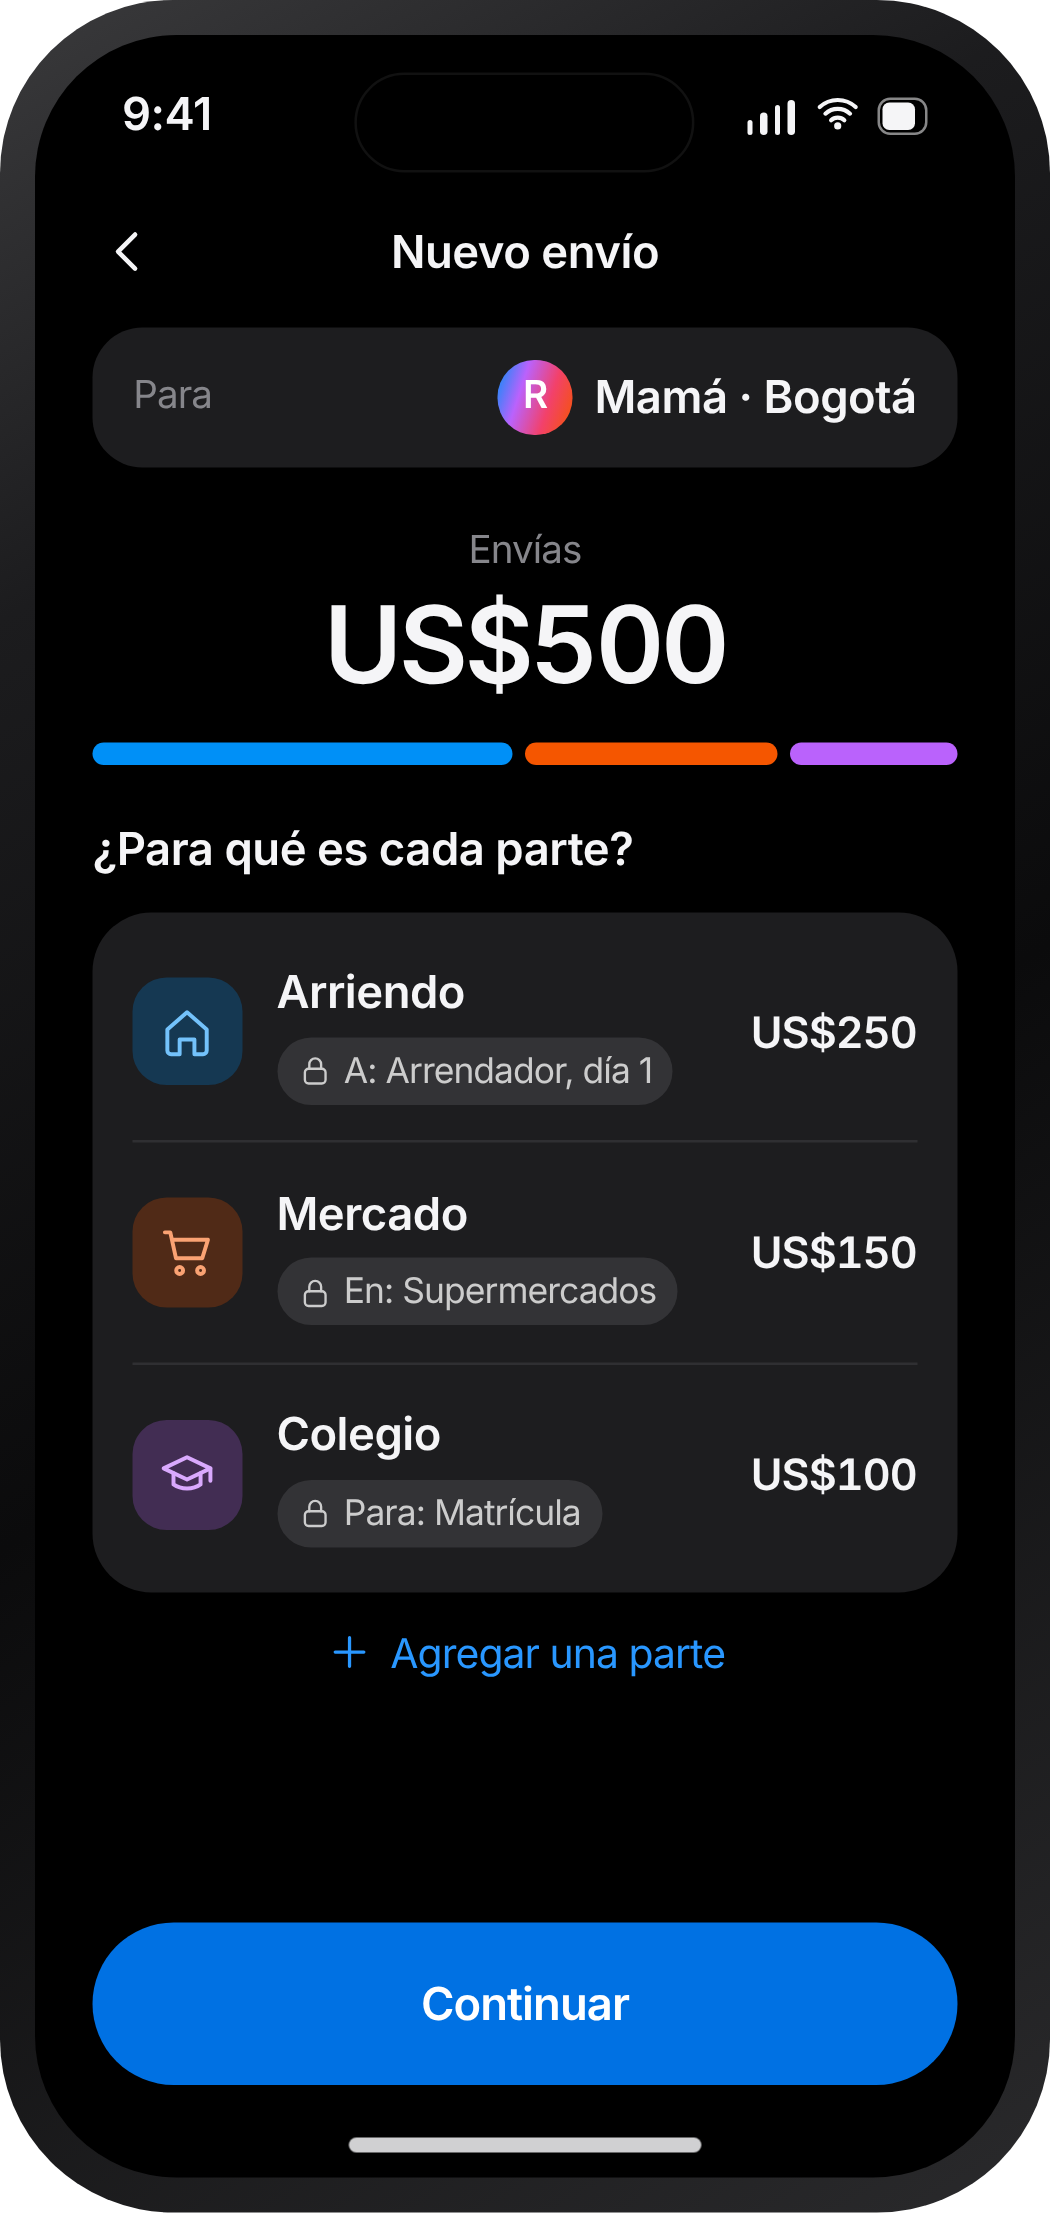 9:41
Nuevo envío
Para
R
Mamá · Bogotá
Envías
US$500
¿Para qué es cada parte?
Arriendo
A: Arrendador, día 1
US$250
Mercado
En: Supermercados
US$150
Colegio
Para: Matrícula
US$100
+ Agregar una parte
Continuar